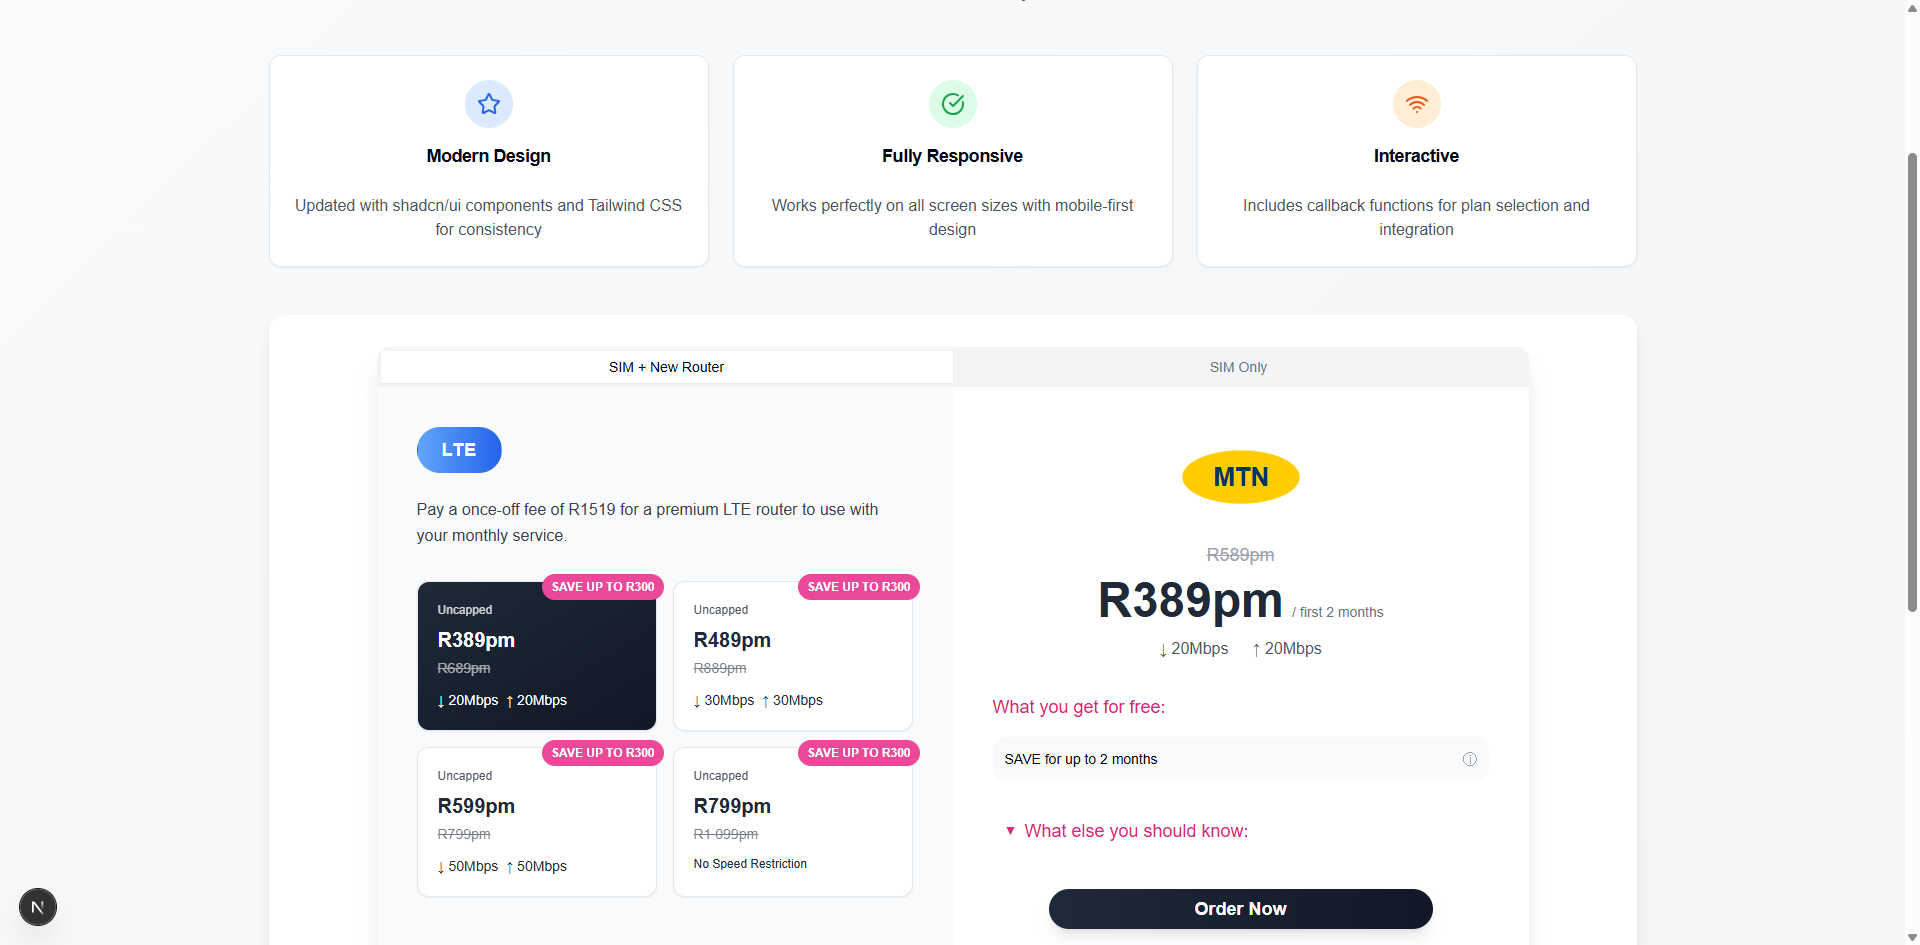 Modern Design
Updated with shadcn/ui components and Tailwind CSS
for consistency
Fully Responsive
Works perfectly on all screen sizes with mobile-first
design
Interactive
Includes callback functions for plan selection and
integration
SIM + New Router
SIM Only
LTE
Pay a once-off fee of R1519 for a premium LTE router to use with
your monthly service.
SAVE UP TO R300
Uncapped
R389pm
R689pm
↓ 20Mbps ↑ 20Mbps
SAVE UP TO R300
Uncapped
R489pm
R889pm
↓ 30Mbps ↑ 30Mbps
SAVE UP TO R300
Uncapped
R599pm
R799pm
↓ 50Mbps ↑ 50Mbps
SAVE UP TO R300
Uncapped
R799pm
R1 099pm
No Speed Restriction
MTN
R589pm
R389pm / first 2 months
↓ 20Mbps ↑ 20Mbps
What you get for free:
SAVE for up to 2 months
▼ What else you should know:
Order Now
N